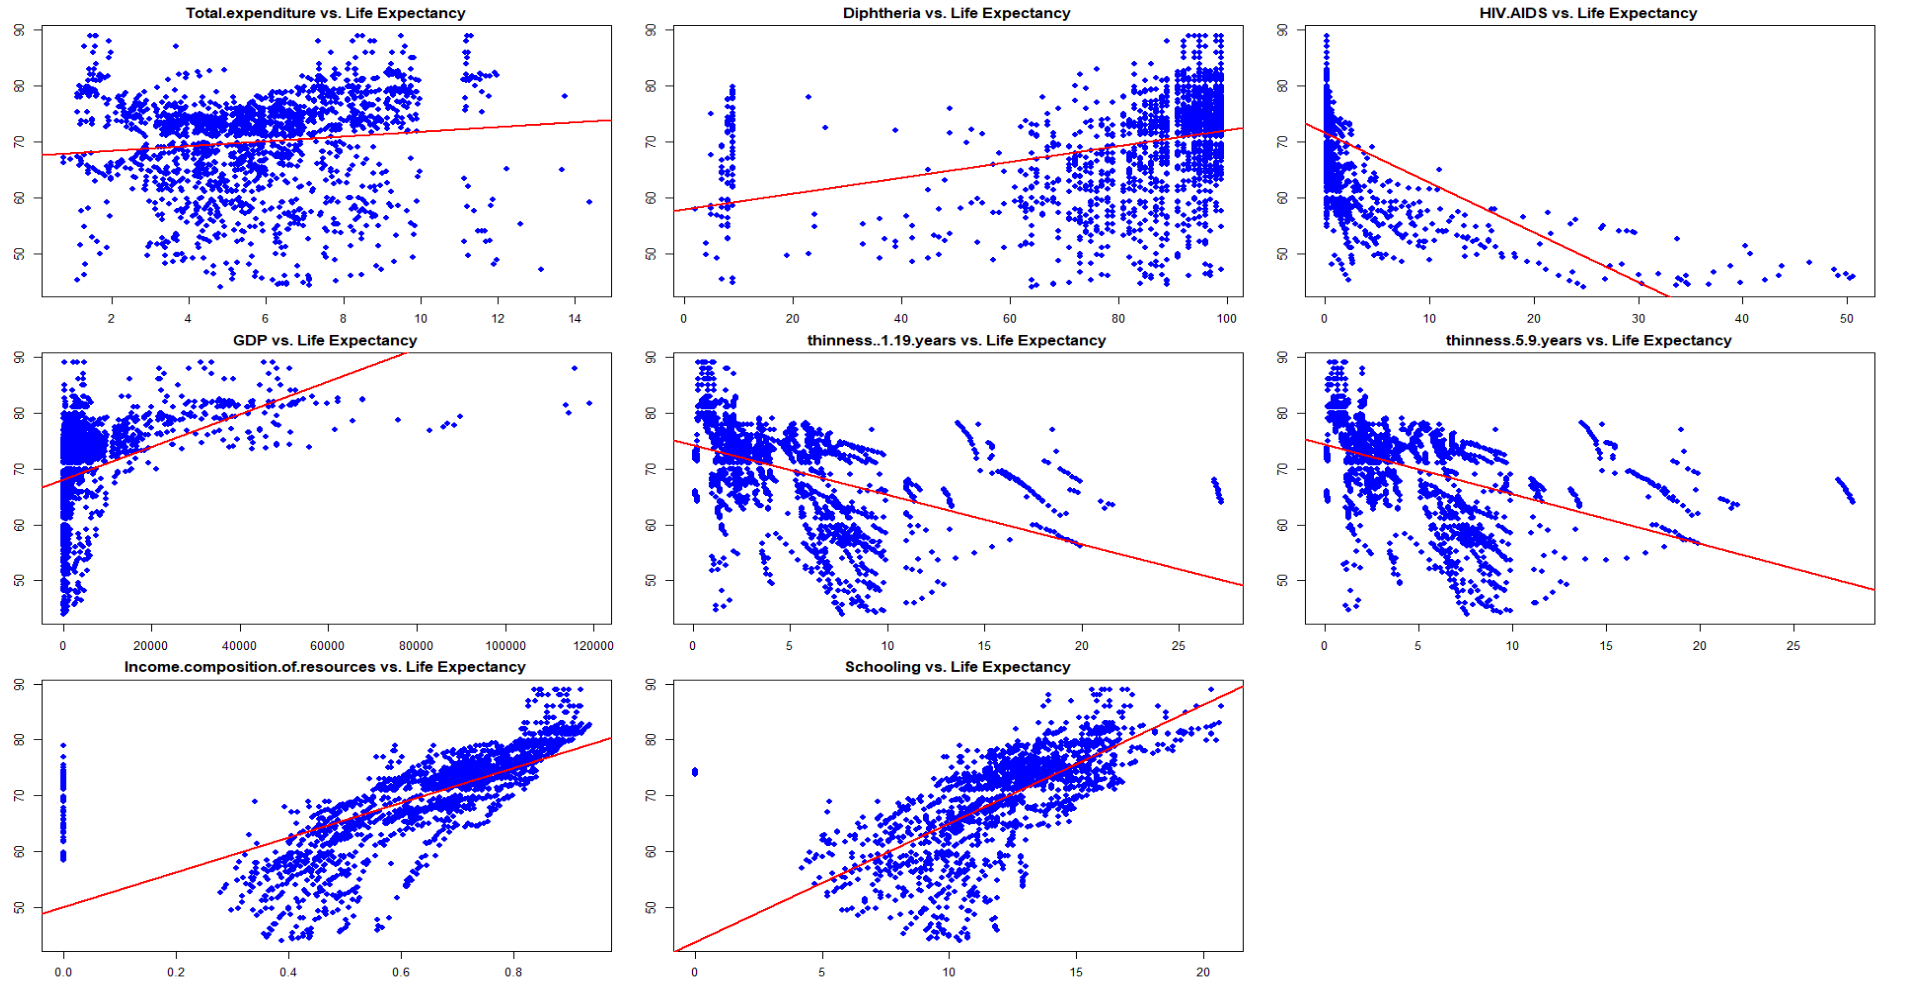 Total.expenditure vs. Life Expectancy
90
80
70
60
50
2 4 6 8 10 12 14
Diphtheria vs. Life Expectancy
90
80
70
60
50
0 20 40 60 80 100
HIV.AIDS vs. Life Expectancy
90
80
70
60
50
0 10 20 30 40 50
GDP vs. Life Expectancy
90
80
70
60
50
0 20000 40000 60000 80000 100000 120000
thinness..1.19.years vs. Life Expectancy
90
80
70
60
50
0 5 10 15 20 25
thinness.5.9.years vs. Life Expectancy
90
80
70
60
50
0 5 10 15 20 25
Income.composition.of.resources vs. Life Expectancy
90
80
70
60
50
0.0 0.2 0.4 0.6 0.8
Schooling vs. Life Expectancy
90
80
70
60
50
0 5 10 15 20